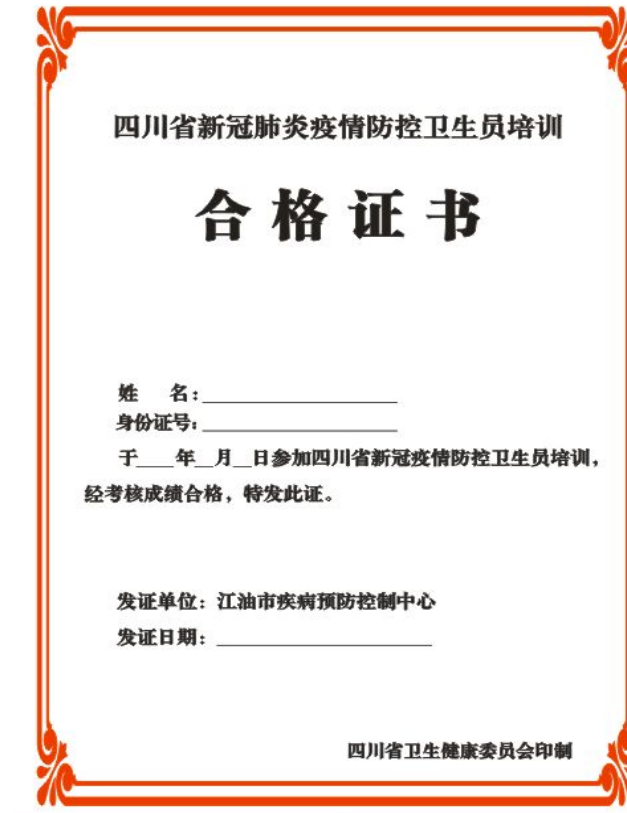 四川省新冠肺炎疫情防控卫生员培训
合格证书
姓 名：____________
身份证号：____________
于____年__月__日参加四川省新冠疫情防控卫生员培训，
经考核成绩合格，特发此证。
发证单位：江油市疾病预防控制中心
发证日期：____________
四川省卫生健康委员会印制